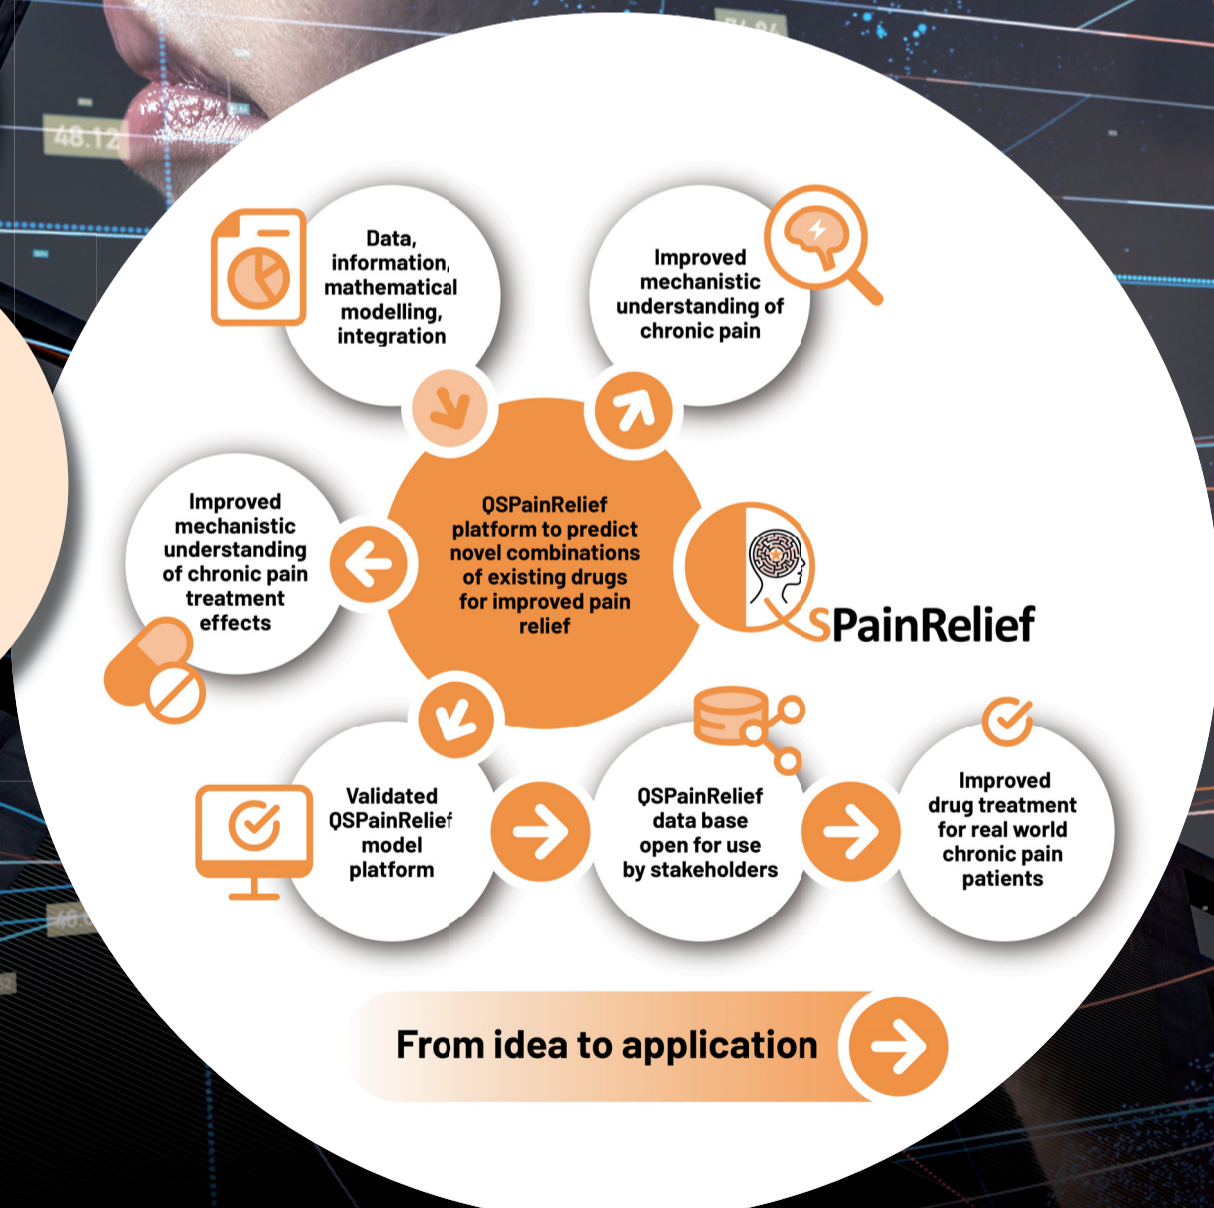 48.12
Data,
information,
mathematical
modelling,
integration
Improved
mechanistic
understanding of
chronic pain
Improved
mechanistic
understanding
of chronic pain
treatment
effects
QSPainRelief
platform to predict
novel combinations
of existing drugs
for improved pain
relief
SPainRelief
Validated
QSPainRelief
model
platform
QSPainRelief
data base
open for use
by stakeholders
Improved
drug treatment
for real world
chronic pain
patients
From idea to application